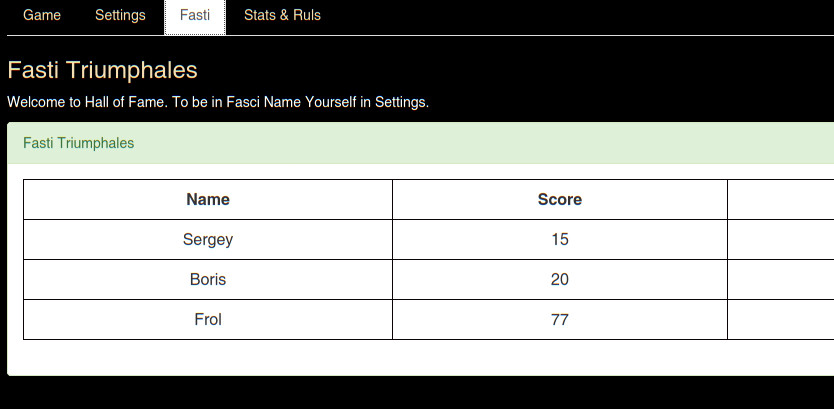 Game Settings Fasti Stats & Ruls
Fasti Triumphales
Welcome to Hall of Fame. To be in Fasci Name Yourself in Settings.
Fasti Triumphales
Name Score
Sergey 15
Boris 20
Frol 77